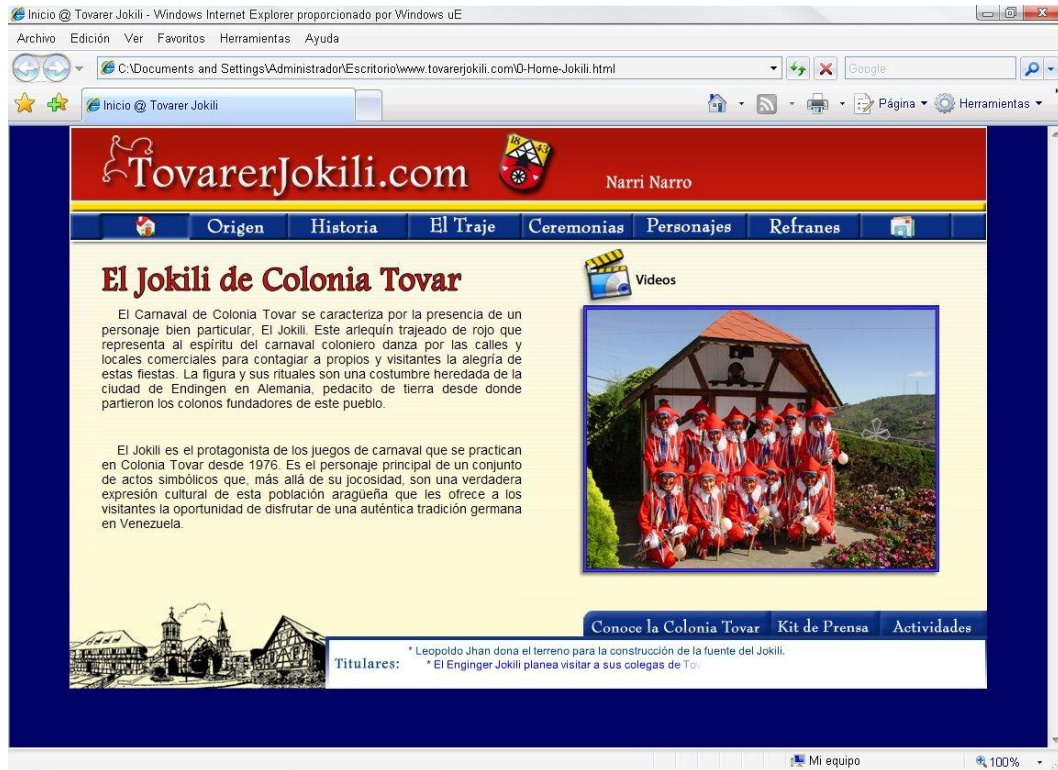 Inicio @ Tovarer Jokili - Windows Internet Explorer proporcionado por Windows uE
Archivo Edición Ver Favoritos Herramientas Ayuda
C:\Documents and Settings\Administrador\Escritorio\www.tovarerjokili.com\0-Home-Jokili.html
Google
Inicio @ Tovarer Jokili
Página
Herramientas
TovarerJokili.com
1843
Narri Narro
Origen Historia El Traje Ceremonias Personajes Refranes
El Jokili de Colonia Tovar
El Carnaval de Colonia Tovar se caracteriza por la presencia de un
personaje bien particular, El Jokili. Este arlequín trajeado de rojo que
representa al espíritu del carnaval coloniero danza por las calles y
locales comerciales para contagiar a propios y visitantes la alegría de
estas fiestas. La figura y sus rituales son una costumbre heredada de la
ciudad de Endingen en Alemania, pedacito de tierra desde donde
partieron los colonos fundadores de este pueblo.
El Jokili es el protagonista de los juegos de carnaval que se practican
en Colonia Tovar desde 1976. Es el personaje principal de un conjunto
de actos simbólicos que, más allá de su jocosidad, son una verdadera
expresión cultural de esta población aragüeña que les ofrece a los
visitantes la oportunidad de disfrutar de una auténtica tradición germana
en Venezuela.
Videos
Conoce la Colonia Tovar Kit de Prensa Actividades
Titulares:
* Leopoldo Jhan dona el terreno para la construcción de la fuente del Jokili.
* El Enginger Jokili planea visitar a sus colegas de Tov
Mi equipo
100%